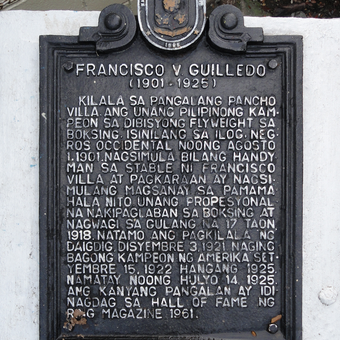 1896
FRANCISCO V GUILLEDO
(1901-1925)
KILALA SA PANGALANG PANCHO
VILLA. ANG UNANG PILIPINONG KAM-
PEON SA DIBISYONG FLYWEIGHT SA
BOKSING. ISINILANG SA ILOG, NEG-
ROS OCCIDENTAL NOONG AGOSTO
1, 1901. NAGSIMULA BILANG HANDY-
MAN SA STABLE NI FRANCISCO
VILLA AT PAGKARAAN AY NAGSI-
MULANG MAGSANAY SA PAMAMA
HALA NITO. UNANG PROPESYONAL
NA NAKIPAGLABAN SA BOKSING AT
NAGWAGI SA GULANG NA 17 TAON
1918. NATAMO ANG PAGKILALA NG
DAIGDIG DISYEMBRE 3, 1921. NAGING
BAGONG KAMPEON NG AMERIKA SET-
YEMBRE 15, 1922 HANGANG 1925.
NAMATAY NOONG HULYO 14 1925.
ANG KANYANG PANGALAN AY IDI-
NAGDAG SA HALL OF FAME NG
MAGAZINE 1961.